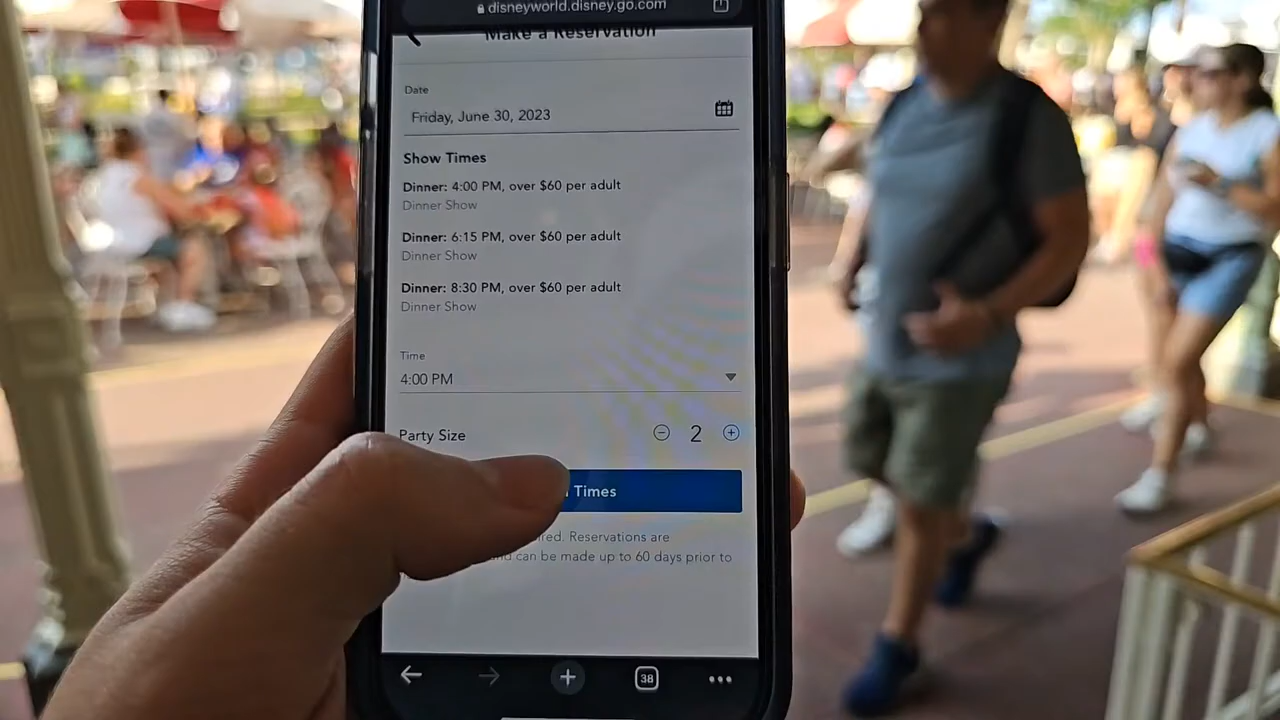 disneyworld.disney.go.com
Make a Reservation
Date
Friday, June 30, 2023
Show Times
Dinner: 4:00 PM, over $60 per adult
Dinner Show
Dinner: 6:15 PM, over $60 per adult
Dinner Show
Dinner: 8:30 PM, over $60 per adult
Dinner Show
Time
4:00 PM
Party Size
2
Times
Reservations are
can be made up to 60 days prior to
38